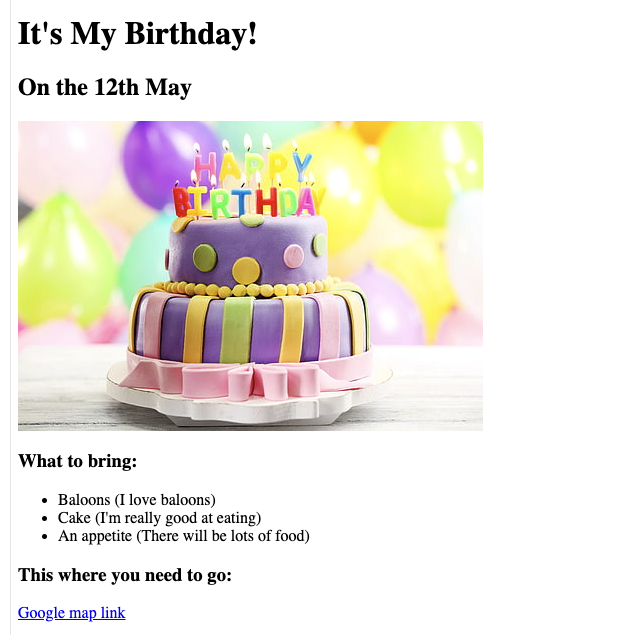 It's My Birthday!
On the 12th May
HAPPY
BIRTHDAY
What to bring:
Baloons (I love baloons)
Cake (I'm really good at eating)
An appetite (There will be lots of food)
This where you need to go:
Google map link